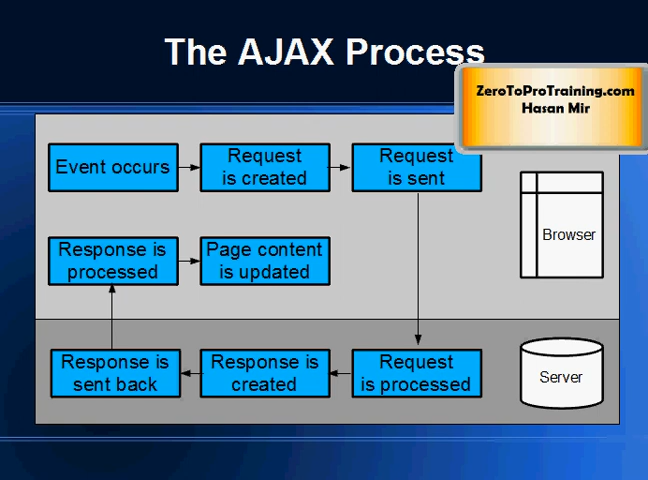 The AJAX Process
ZeroToProTraining.com
Hasan Mir
Event occurs
Request
is created
Request
is sent
Browser
Response is
processed
Page content
is updated
Response is
sent back
Response is
created
Request
is processed
Server